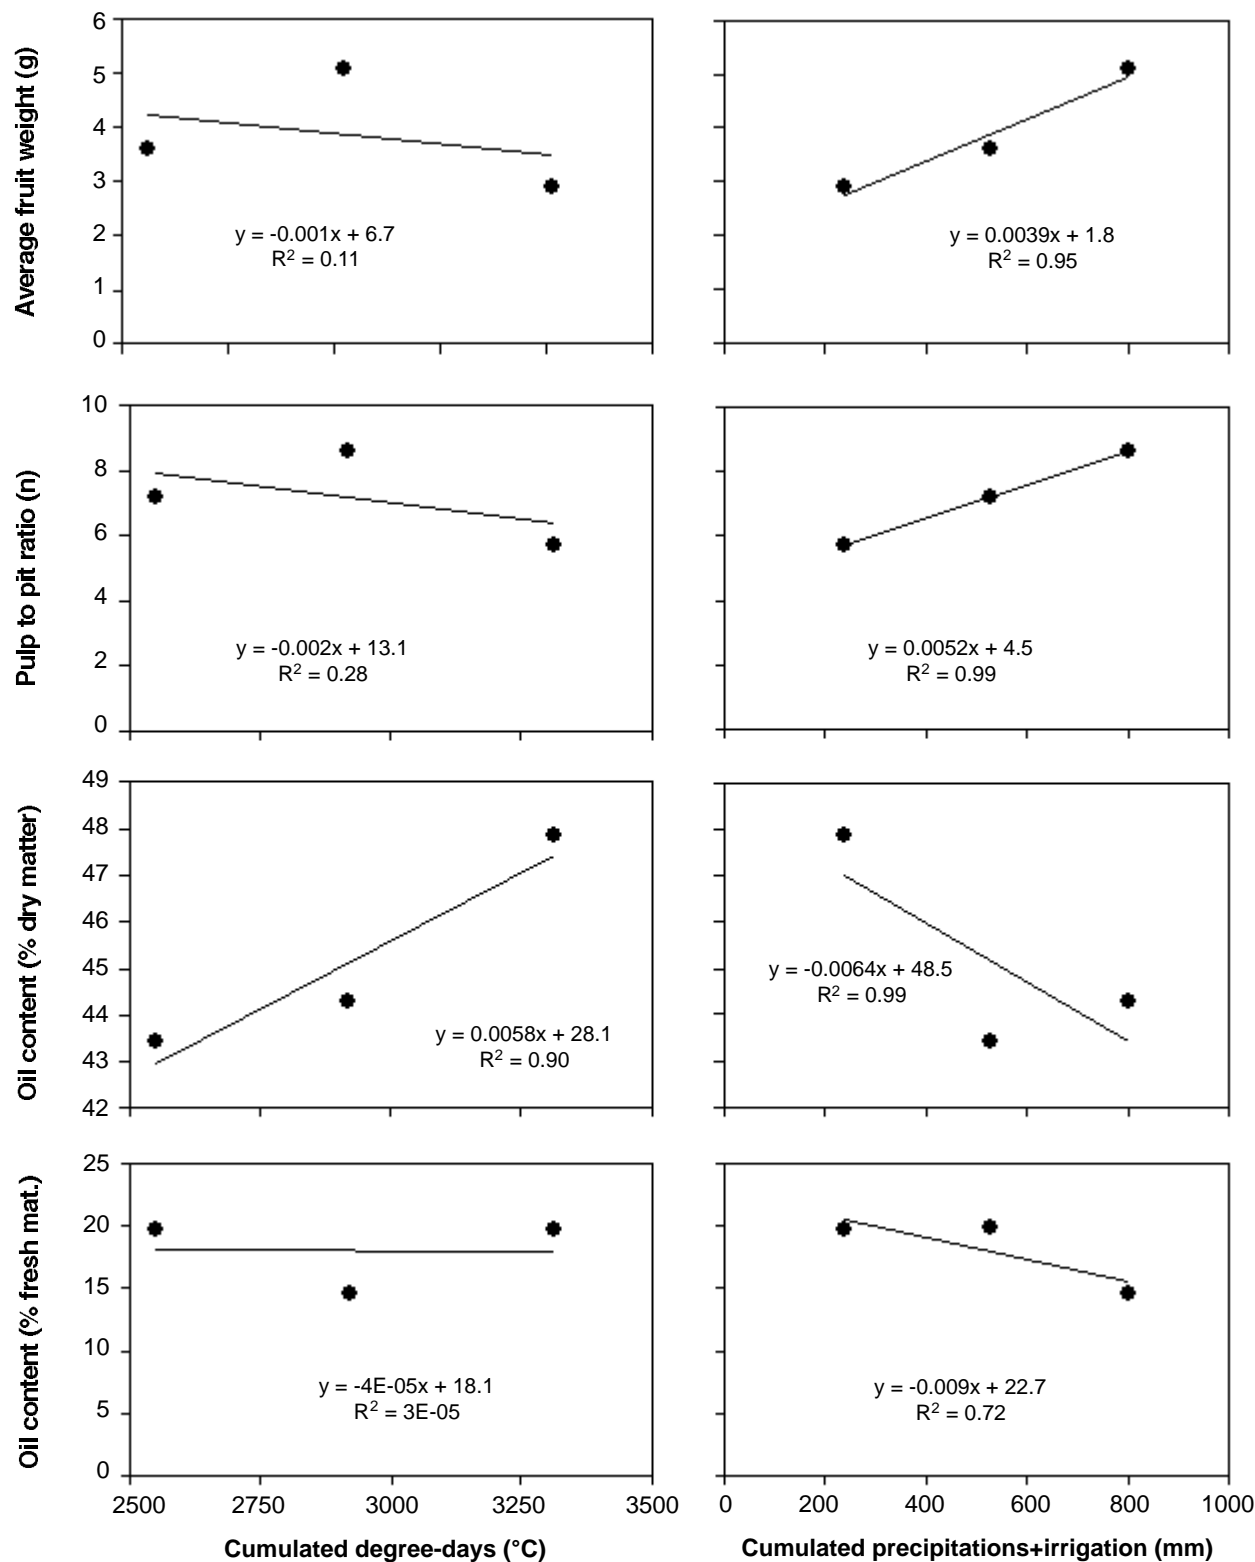 Average fruit weight (g)
6
5
4
3
2
1
0
y = -0.001x + 6.7
R² = 0.11
y = 0.0039x + 1.8
R² = 0.95
Pulp to pit ratio (n)
10
8
6
4
2
0
y = -0.002x + 13.1
R² = 0.28
y = 0.0052x + 4.5
R² = 0.99
Oil content (% dry matter)
49
48
47
46
45
44
43
42
y = 0.0058x + 28.1
R² = 0.90
y = -0.0064x + 48.5
R² = 0.99
Oil content (% fresh mat.)
25
20
15
10
5
0
y = -4E-05x + 18.1
R² = 3E-05
y = -0.009x + 22.7
R² = 0.72
2500 2750 3000 3250 3500
0 200 400 600 800 1000
Cumulated degree-days (°C)
Cumulated precipitations+irrigation (mm)